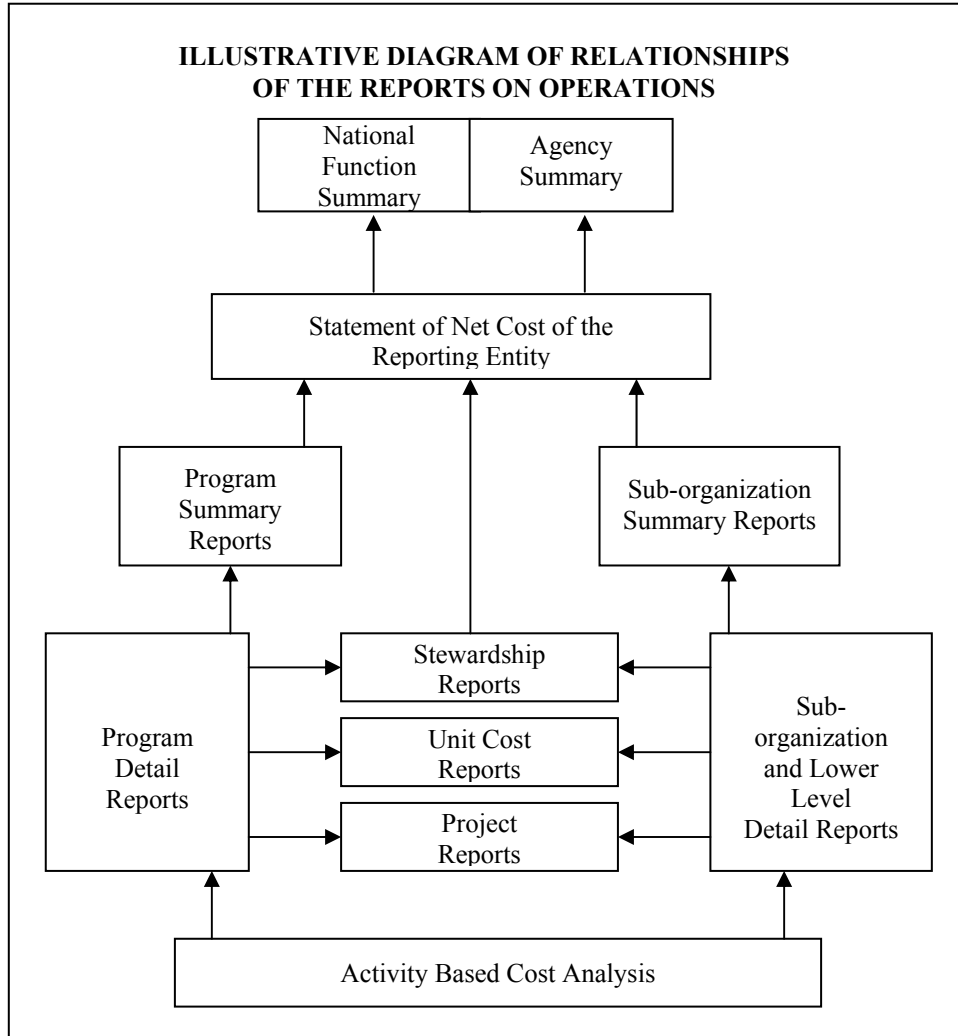 ILLUSTRATIVE DIAGRAM OF RELATIONSHIPS
OF THE REPORTS ON OPERATIONS
National
Function
Summary
Agency
Summary
Statement of Net Cost of the
Reporting Entity
Program
Summary
Reports
Sub-organization
Summary Reports
Program
Detail
Reports
Stewardship
Reports
Unit Cost
Reports
Project
Reports
Sub-
organization
and Lower
Level
Detail Reports
Activity Based Cost Analysis